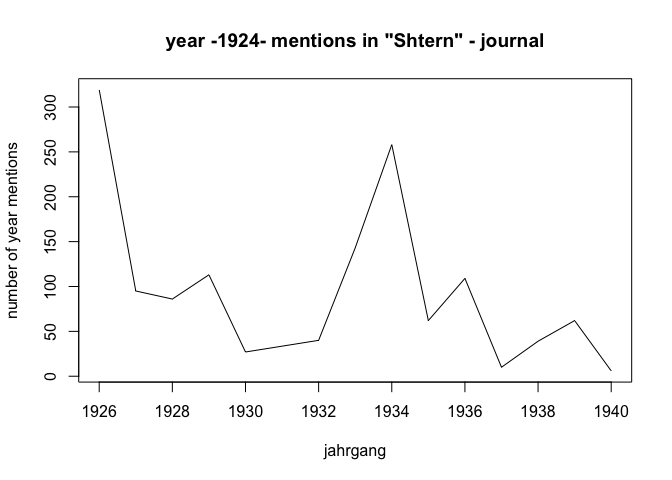 year -1924- mentions in "Shtern" - journal
number of year mentions
300
250
200
150
100
50
0
1926 1928 1930 1932 1934 1936 1938 1940
jahrgang